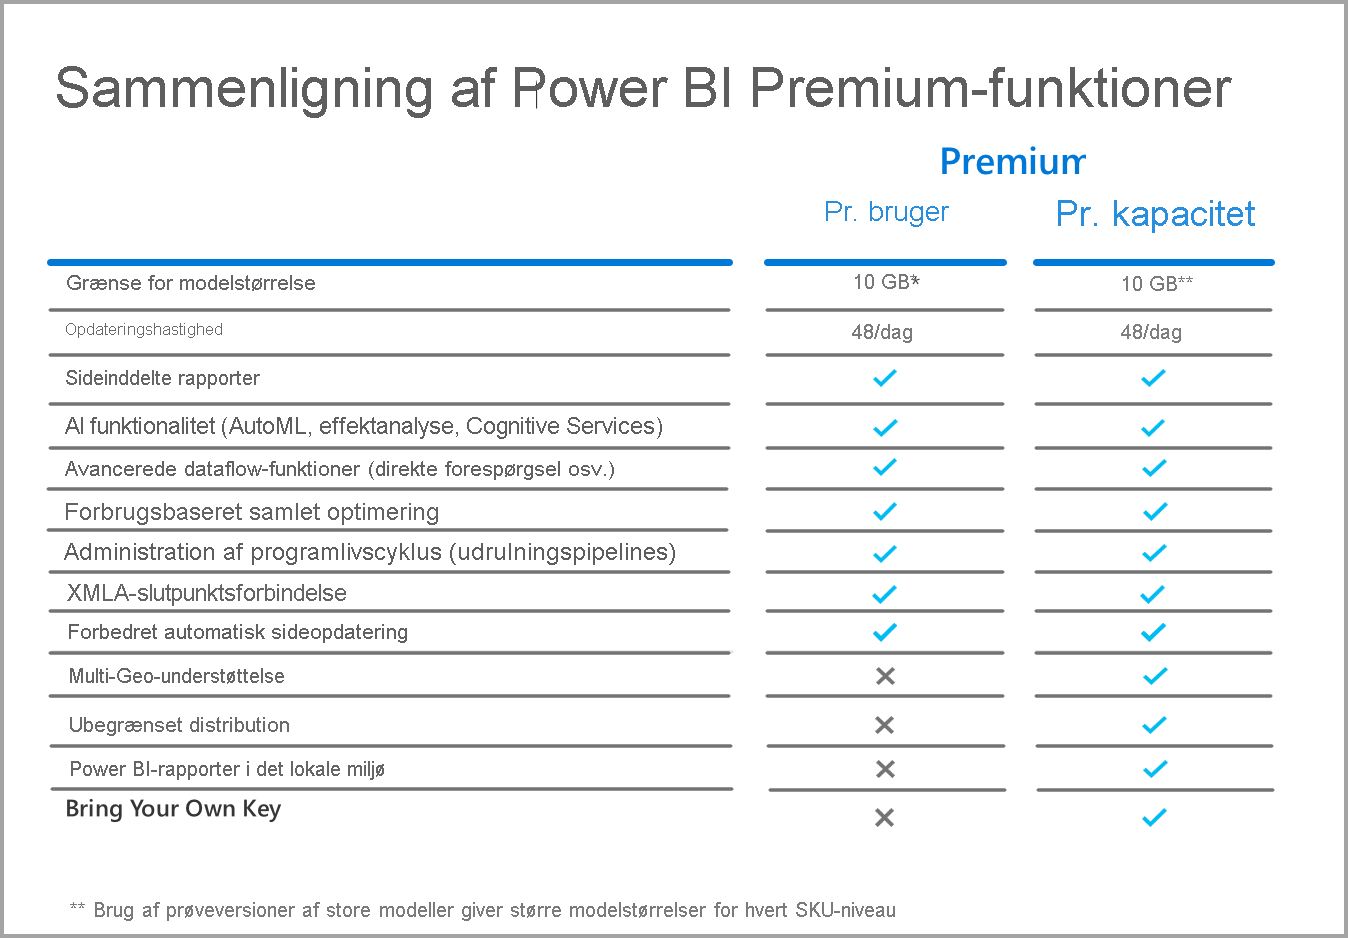 Sammenligning af Power BI Premium-funktioner
Premium
Pr. bruger Pr. kapacitet
Grænse for modelstørrelse 10 GB** 10 GB**
Opdateringshastighed 48/dag 48/dag
Sideinddelte rapporter
AI funktionalitet (AutoML, effektanalyse, Cognitive Services)
Avancerede dataflow-funktioner (direkte forespørgsel osv.)
Forbrugsbaseret samlet optimering
Administration af programlivscyklus (udrulningspipelines)
XMLA-slutpunktsforbindelse
Forbedret automatisk sideopdatering
Multi-Geo-understøttelse
Ubegrænset distribution
Power BI-rapporter i det lokale miljø
Bring Your Own Key
** Brug af prøveversioner af store modeller giver større modelstørrelser for hvert SKU-niveau